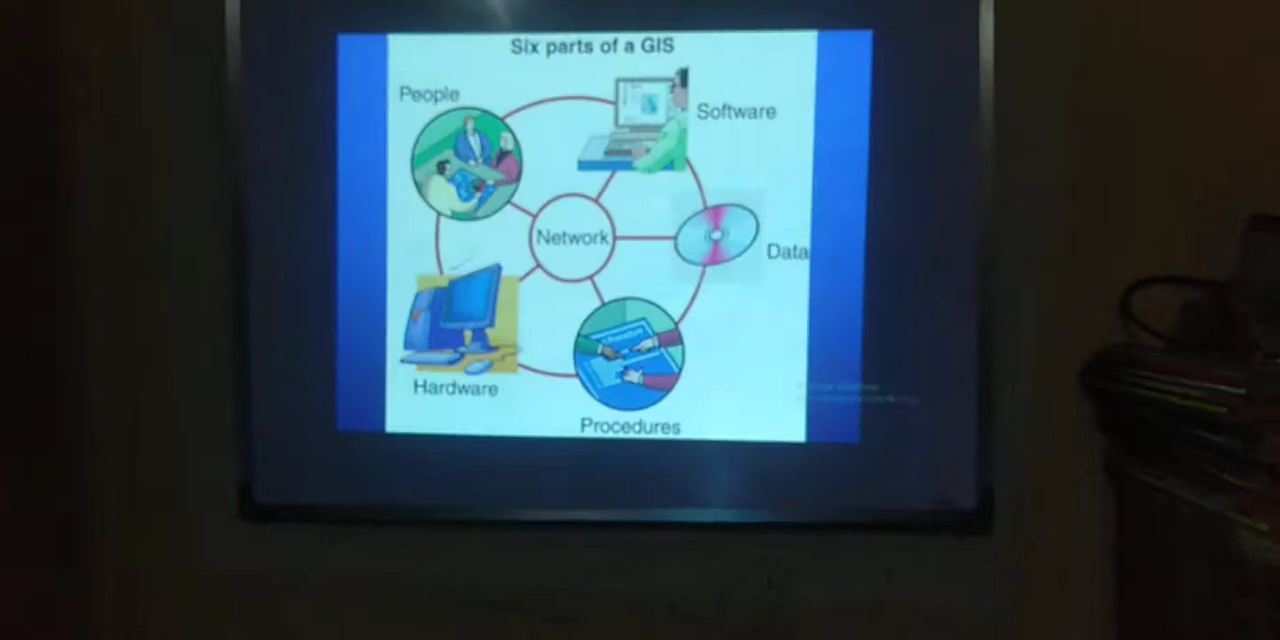 Six parts of a GIS
People
Software
Network
Data
Hardware
Procedures